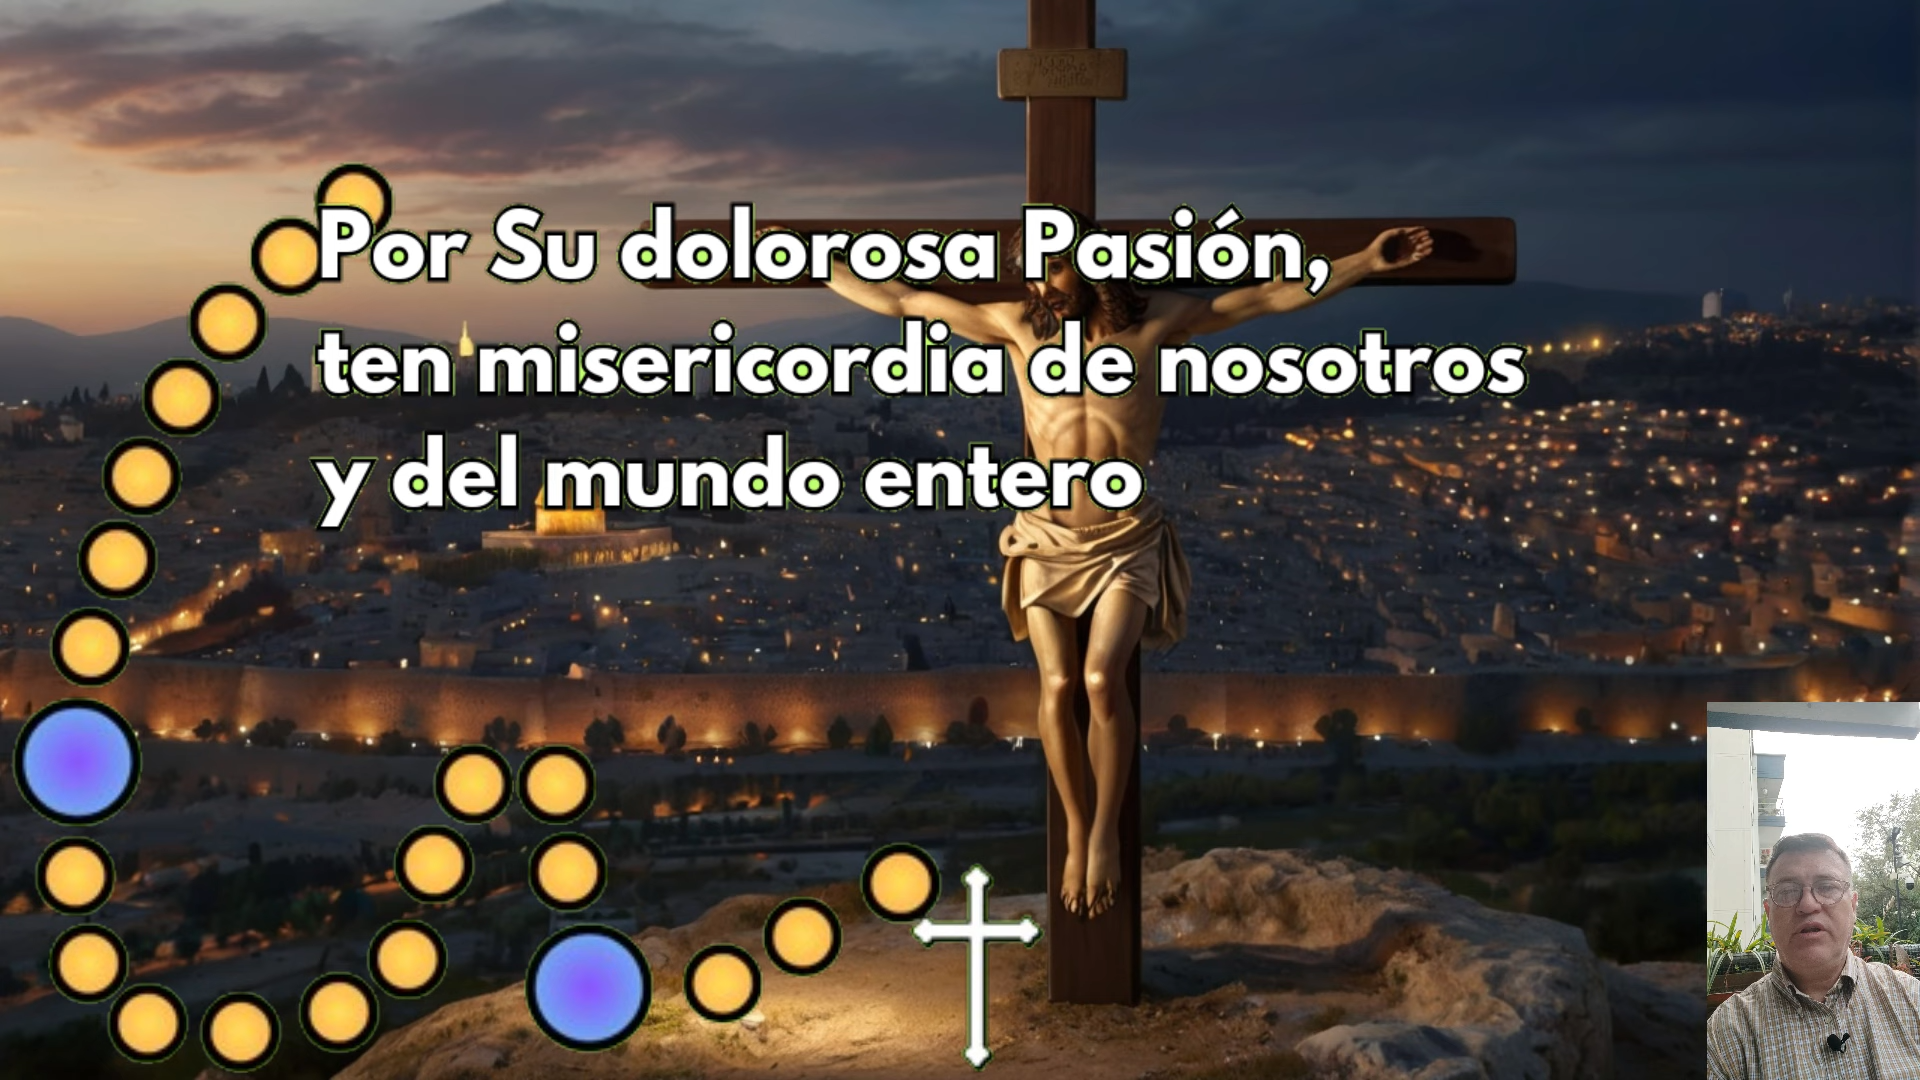 Por Su dolorosa Pasión,
ten misericordia de nosotros
y del mundo entero